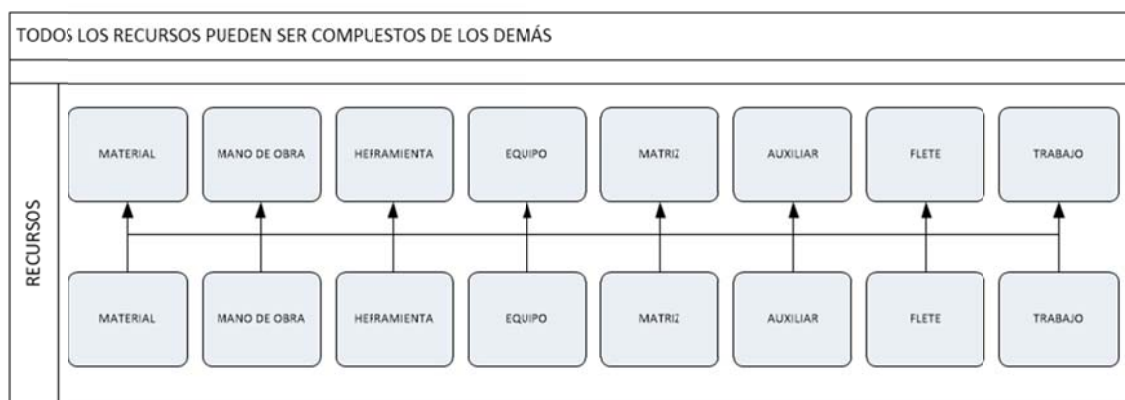 TODOS LOS RECURSOS PUEDEN SER COMPUESTOS DE LOS DEMÁS
RECURSOS
MATERIAL MANO DE OBRA HERRAMIENTA EQUIPO MATRIZ AUXILIAR FLETE TRABAJO
MATERIAL MANO DE OBRA HERRAMIENTA EQUIPO MATRIZ AUXILIAR FLETE TRABAJO